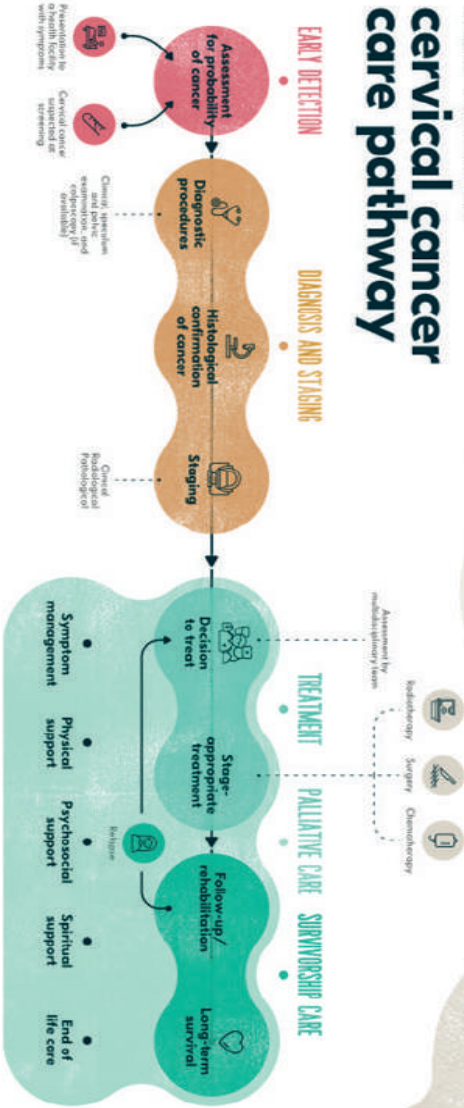 cervical cancer
care pathway
EARLY DETECTION
DIAGNOSIS AND STAGING
TREATMENT
PALLIATIVE CARE
SURVIVORSHIP CARE
Assessment
for probability
of cancer
Presentation to
a health facility
with symptoms
Cervical cancer
suspected at
screening
Diagnostic
procedures
Clinical, speculum
and pelvic
examination, and
colposcopy (if
available)
Histological
confirmation
of cancer
Staging
Clinical
Radiological
Pathological
Assessment by
multidisciplinary
team
Radiotherapy
Surgery
Chemotherapy
Decision
to treat
Stage-
appropriate
treatment
Relapse
Follow-up/
rehabilitation
Long-term
survival
Symptom
management
Physical
support
Psychosocial
support
Spiritual
support
End of
life care